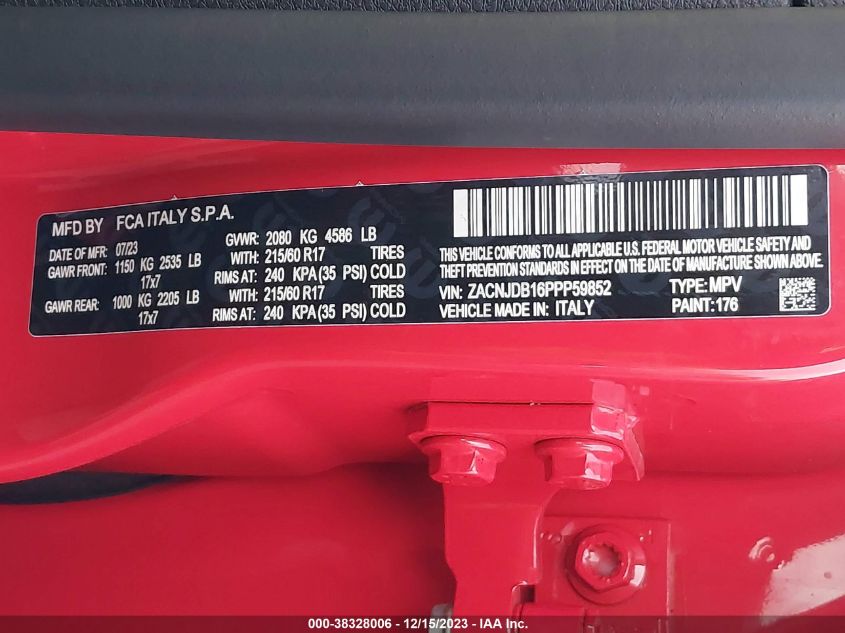 MFD BY FCA ITALY S.P.A.
DATE OF MFR: 07/23 GVWR: 2080 KG 4586 LB
GAWR FRONT: 1150 KG 2535 LB WITH: 215/60 R17 TIRES
17x7 RIMS AT: 240 KPA(35 PSI) COLD
GAWR REAR: 1000 KG 2205 LB WITH: 215/60 R17 TIRES
17x7 RIMS AT: 240 KPA(35 PSI) COLD
THIS VEHICLE CONFORMS TO ALL APPLICABLE U.S. FEDERAL MOTOR VEHICLE SAFETY AND
THEFT PREVENTION STANDARDS IN EFFECT ON THE DATE OF MANUFACTURE SHOWN ABOVE.
VIN: ZACNJDB16PPP59852 TYPE: MPV
VEHICLE MADE IN: ITALY PAINT: 176
000-38328006 - 12/15/2023 - IAA Inc.